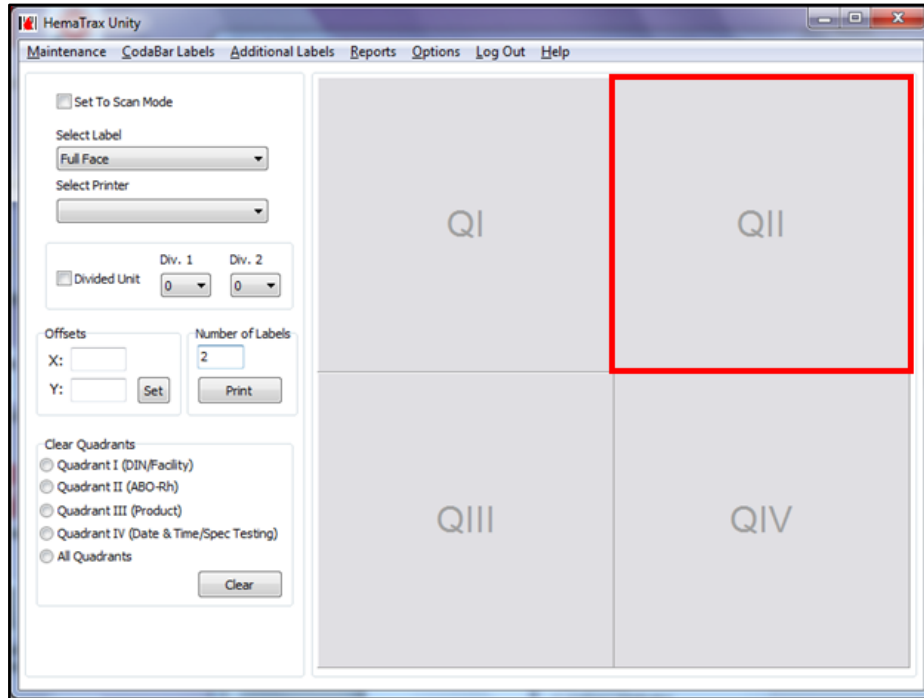 HemaTrax Unity
Maintenance CodaBar Labels Additional Labels Reports Options Log Out Help
Set To Scan Mode
Select Label
Full Face
Select Printer
Divided Unit
Div. 1 Div. 2
0 0
Offsets
X:
Y: Set
Number of Labels
2
Print
Clear Quadrants
Quadrant I (DIN/Facility)
Quadrant II (ABO-Rh)
Quadrant III (Product)
Quadrant IV (Date & Time/Spec Testing)
All Quadrants
Clear
QI QII
QIII QIV